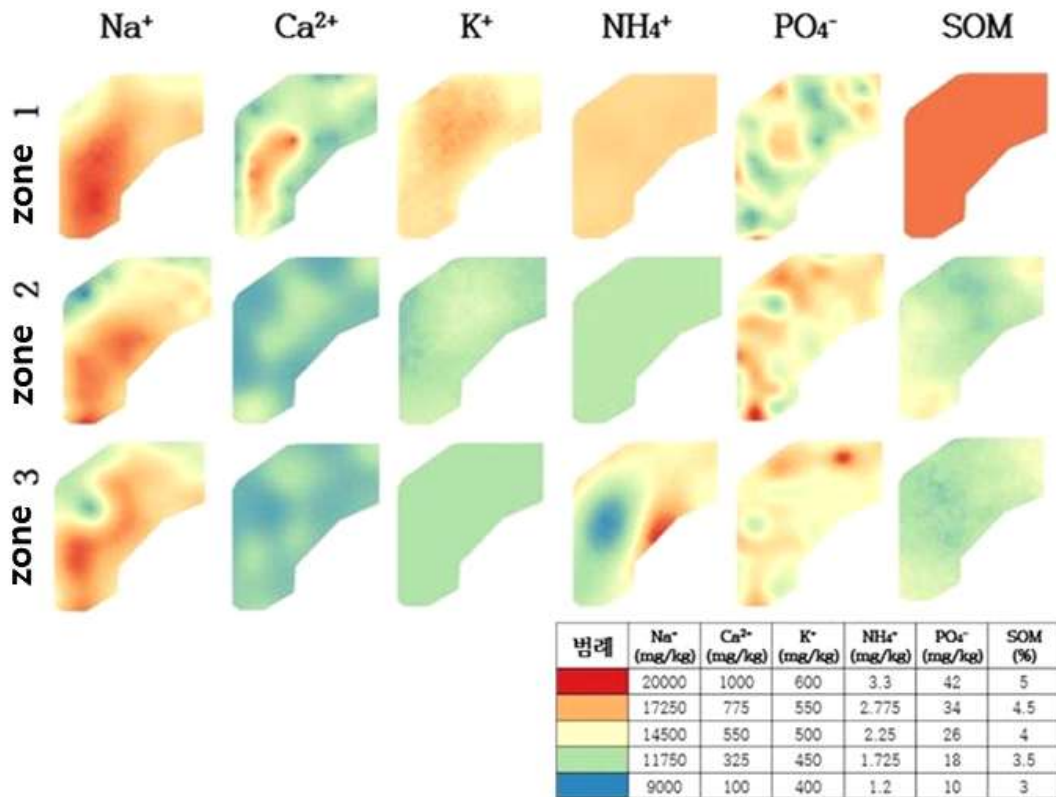 Na⁺ Ca²⁺ K⁺ NH₄⁺ PO₄⁻ SOM
zone 1
zone 2
zone 3
범례 Na⁺ (mg/kg) Ca²⁺ (mg/kg) K⁺ (mg/kg) NH₄⁺ (mg/kg) PO₄⁻ (mg/kg) SOM (%)
20000 1000 600 3.3 42 5
17250 775 550 2.775 34 4.5
14500 550 500 2.25 26 4
11750 325 450 1.725 18 3.5
9000 100 400 1.2 10 3